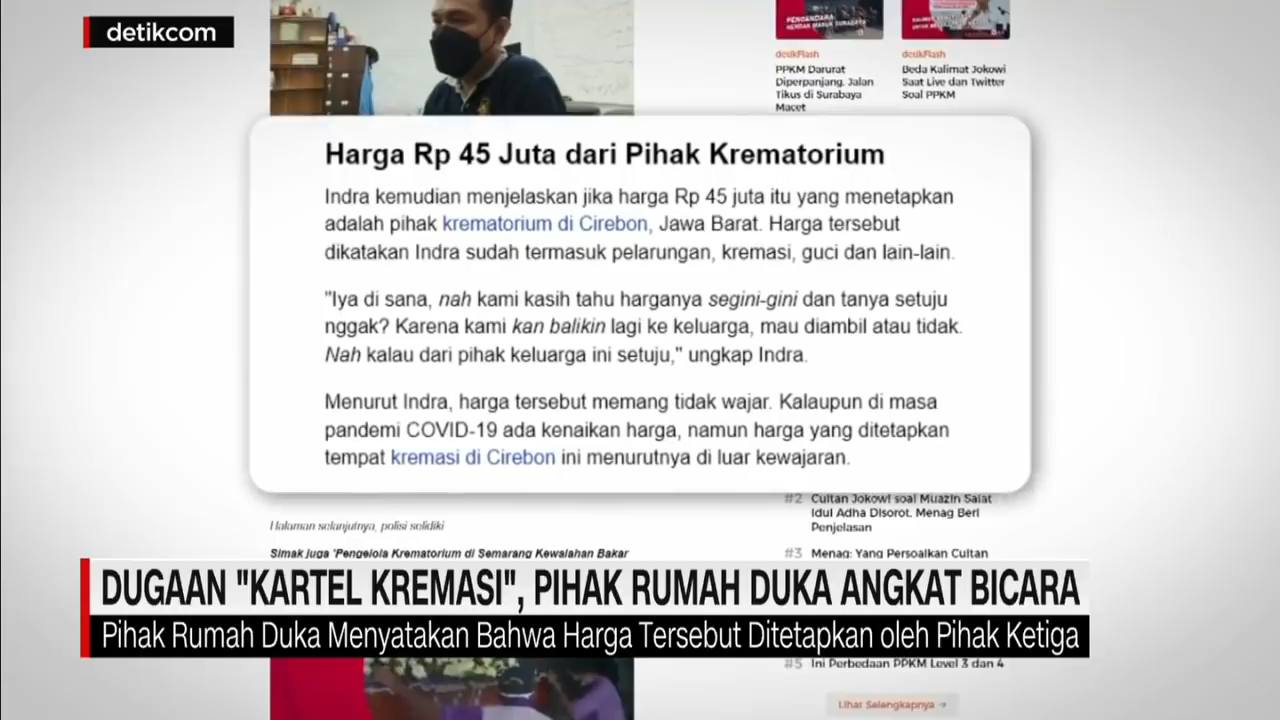 detikcom
PENGENDARA
HENDAK MASUK SURABAYA
detikFlash
PPKM Darurat
Diperpanjang, Jalan
Tikus di Surabaya
Macet
detikFlash
Beda Kalimat Jokowi
Saat Live dan Twitter
Soal PPKM
Harga Rp 45 Juta dari Pihak Krematorium
Indra kemudian menjelaskan jika harga Rp 45 juta itu yang menetapkan
adalah pihak krematorium di Cirebon, Jawa Barat. Harga tersebut
dikatakan Indra sudah termasuk pelarungan, kremasi, guci dan lain-lain.
"Iya di sana, nah kami kasih tahu harganya segini-gini dan tanya setuju
nggak? Karena kami kan balikin lagi ke keluarga, mau diambil atau tidak.
Nah kalau dari pihak keluarga ini setuju," ungkap Indra.
Menurut Indra, harga tersebut memang tidak wajar. Kalaupun di masa
pandemi COVID-19 ada kenaikan harga, namun harga yang ditetapkan
tempat kremasi di Cirebon ini menurutnya di luar kewajaran.
Halaman selanjutnya, polisi selidiki
Simak juga 'Pengelola Krematorium di Semarang Kewalahan Bakar
#2 Cuitan Jokowi soal Muazin Salat
Idul Adha Disorot, Menag Beri
Penjelasan
#3 Menag: Yang Persoalkan Cuitan
DUGAAN "KARTEL KREMASI", PIHAK RUMAH DUKA ANGKAT BICARA
Pihak Rumah Duka Menyatakan Bahwa Harga Tersebut Ditetapkan oleh Pihak Ketiga
#5 Ini Perbedaan PPKM Level 3 dan 4
Lihat Selengkapnya →